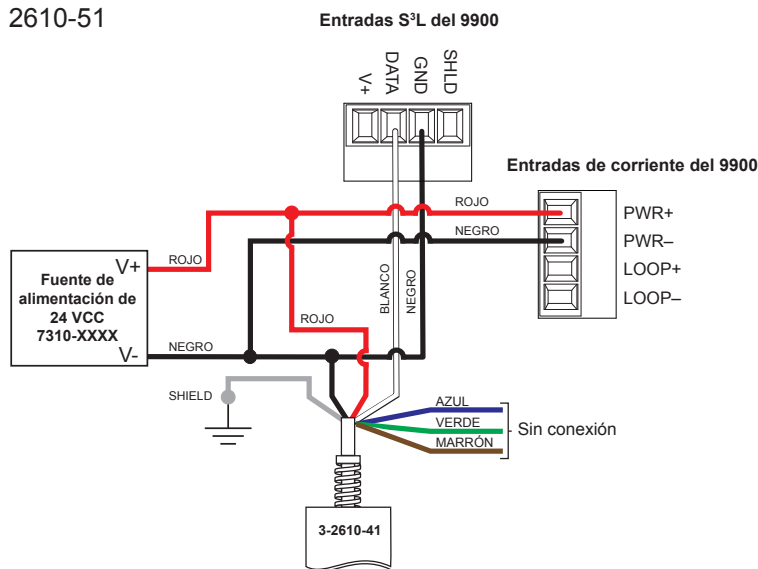 2610-51
Entradas S³L del 9900
V+
DATA
GND
SHLD
Entradas de corriente del 9900
ROJO
PWR+
NEGRO
PWR–
LOOP+
LOOP–
V+
ROJO
Fuente de
alimentación de
24 VCC
7310-XXXX
V-
NEGRO
BLANCO
NEGRO
ROJO
SHIELD
AZUL
VERDE
MARRÓN
Sin conexión
3-2610-41